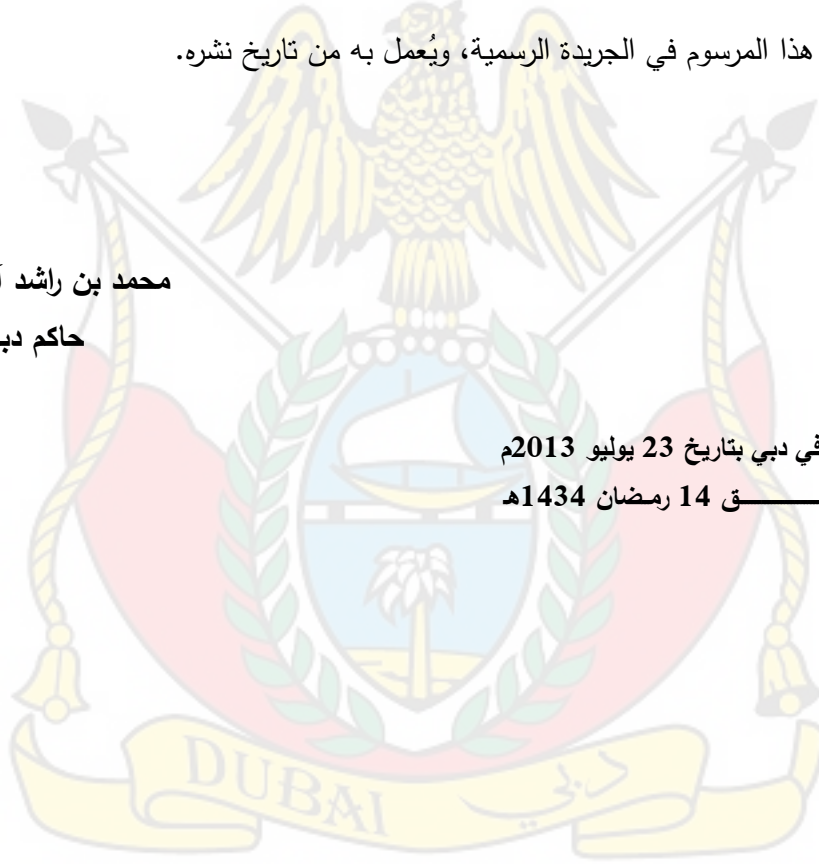 هذا المرسوم في الجريدة الرسمية، ويُعمل به من تاريخ نشره.
محمد بن راشد
حاكم
في دبي بتاريخ 23 يوليو 2013م
14 رمضان 1434هـ
DUBAI دبي